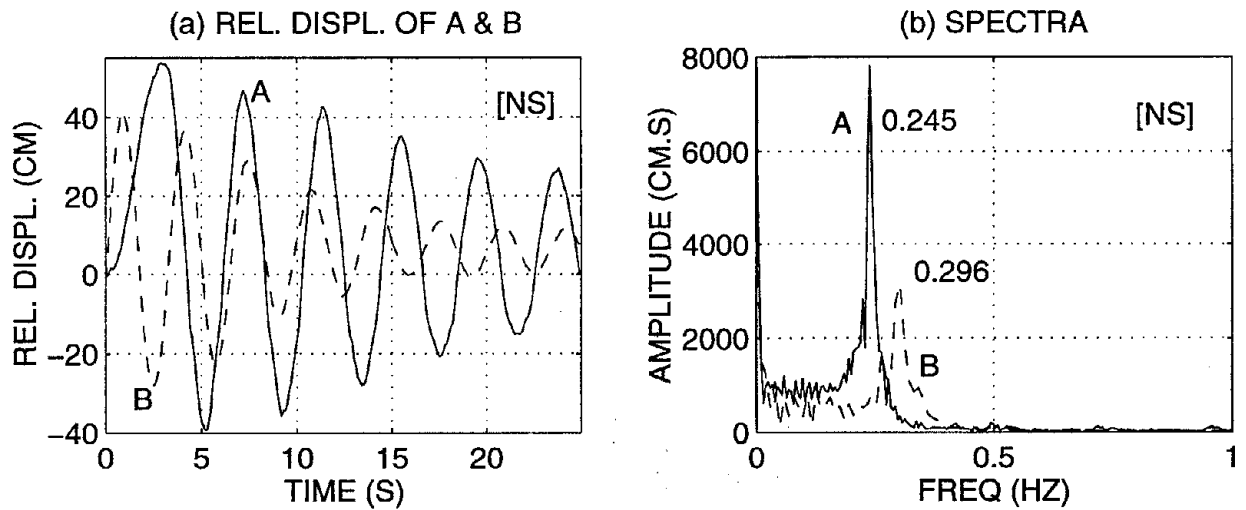 (a) REL. DISPL. OF A & B
REL. DISPL. (CM)
40
20
0
-20
-40
A
[NS]
B
0
5
10
15
20
TIME (S)
(b) SPECTRA
AMPLITUDE (CM.S)
8000
6000
4000
2000
0
A
0.245
[NS]
0.296
B
0
0.5
1
FREQ (HZ)